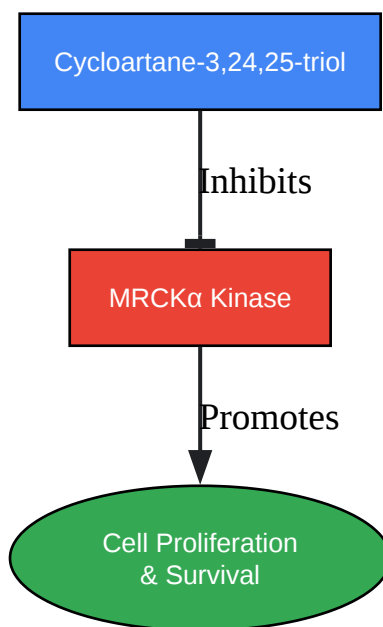 Cycloartane-3,24,25-triol
Inhibits
MRCKα Kinase
Promotes
Cell Proliferation
& Survival